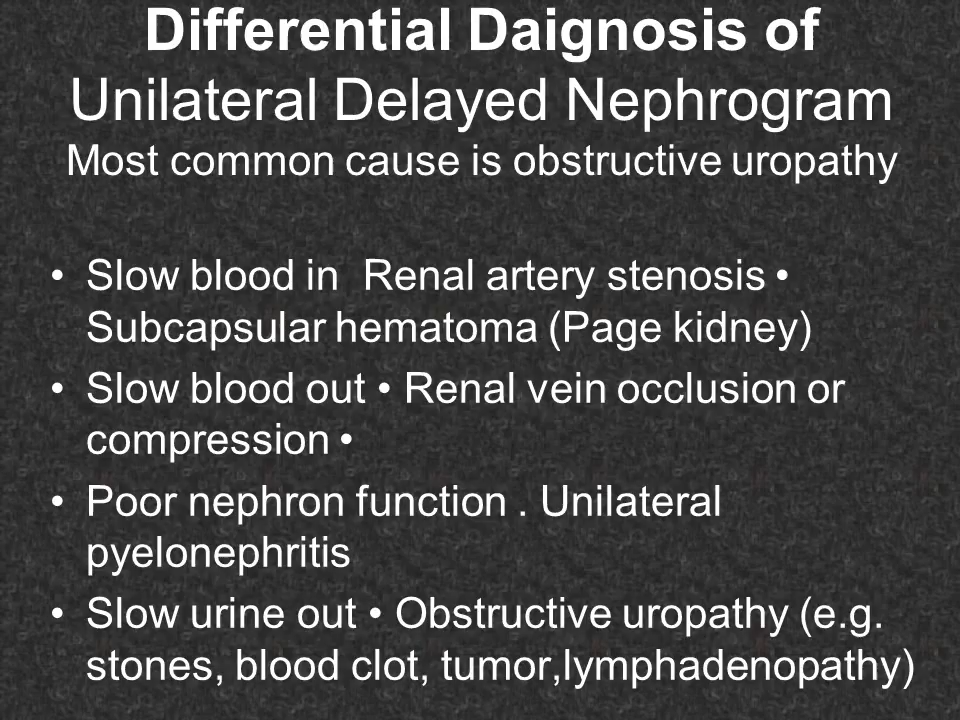 Differential Daignosis of
Unilateral Delayed Nephrogram
Most common cause is obstructive uropathy
• Slow blood in  Renal artery stenosis •
Subcapsular hematoma (Page kidney)
• Slow blood out • Renal vein occlusion or
compression •
• Poor nephron function . Unilateral
pyelonephritis
• Slow urine out • Obstructive uropathy (e.g.
stones, blood clot, tumor,lymphadenopathy)